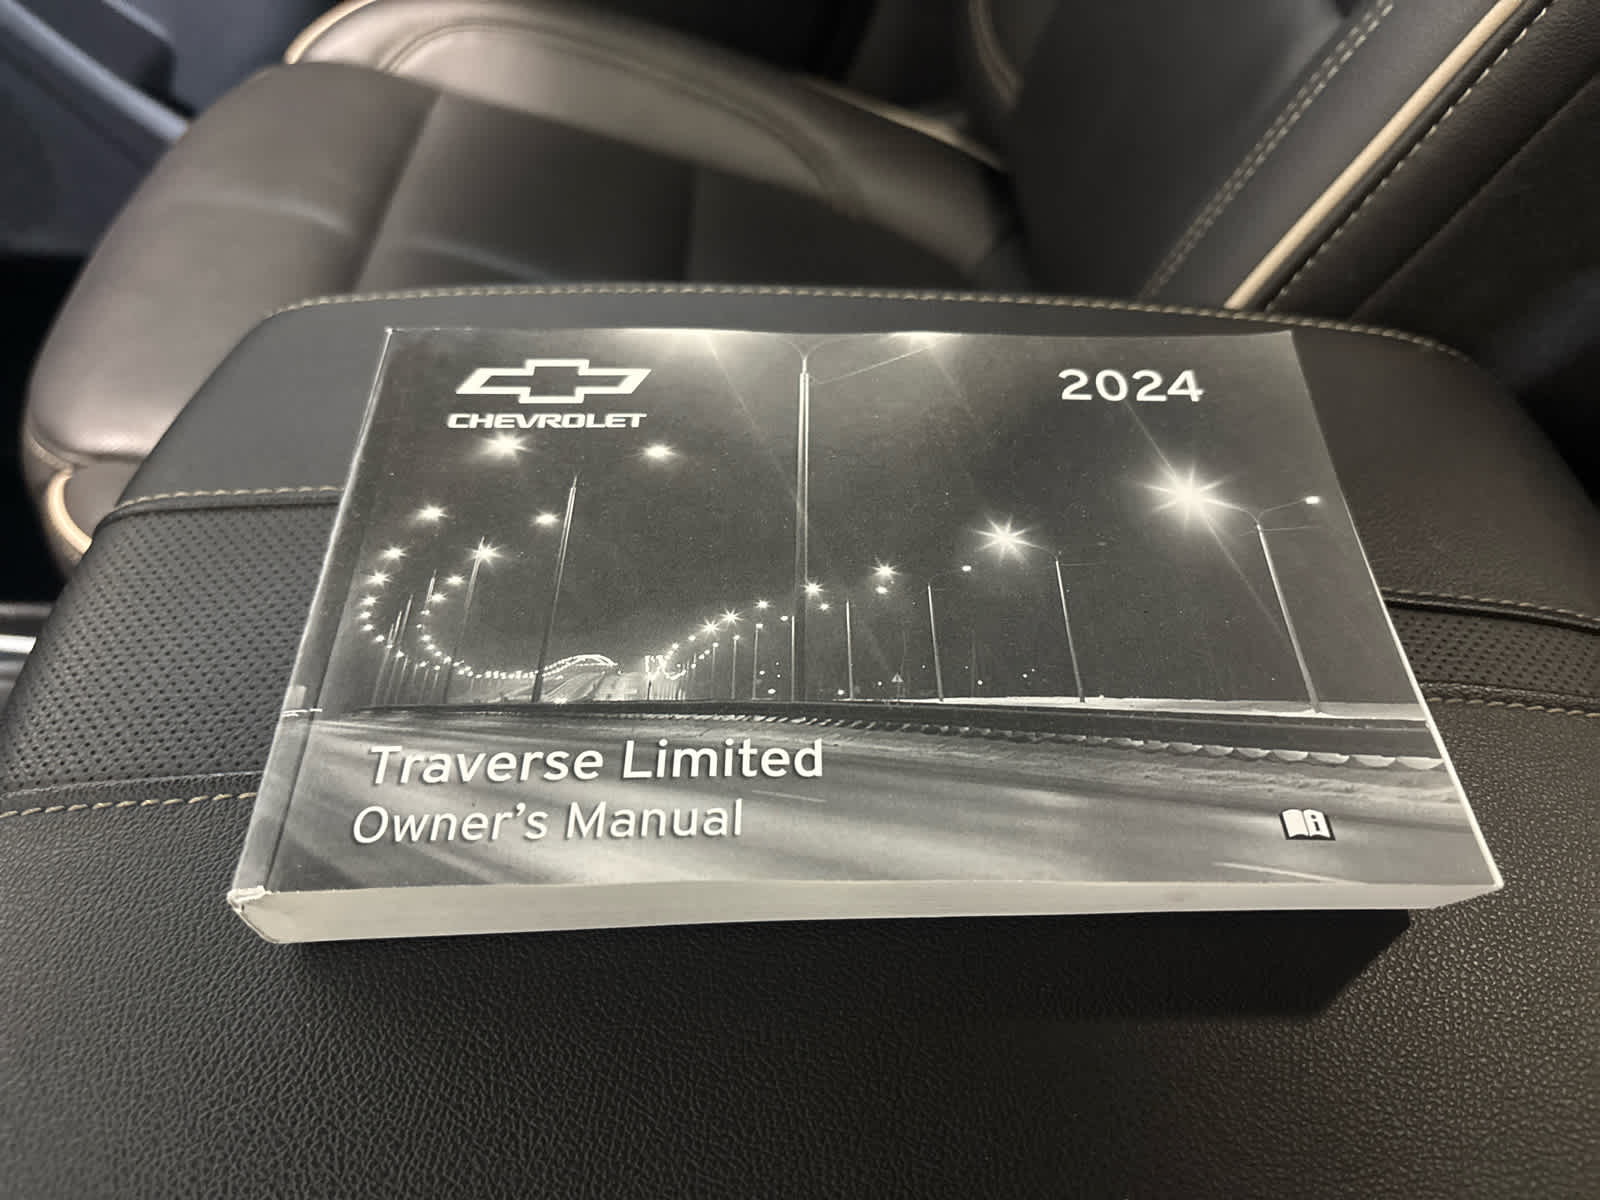 CHEVROLET
2024
Traverse Limited
Owner's Manual